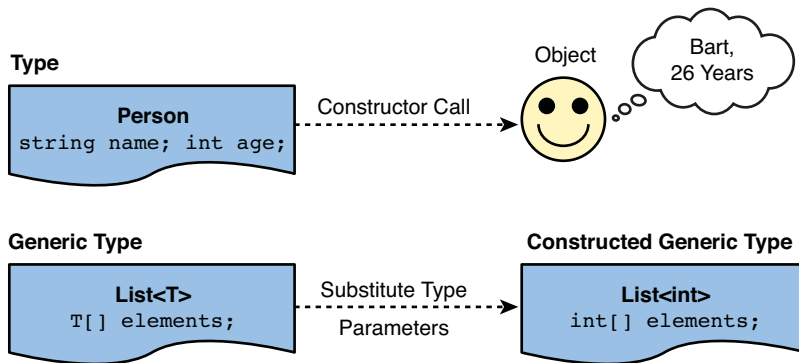 Type
Person
string name; int age;
Constructor Call
Object
Bart,
26 Years
Generic Type
List<T>
T[] elements;
Substitute Type
Parameters
Constructed Generic Type
List<int>
int[] elements;